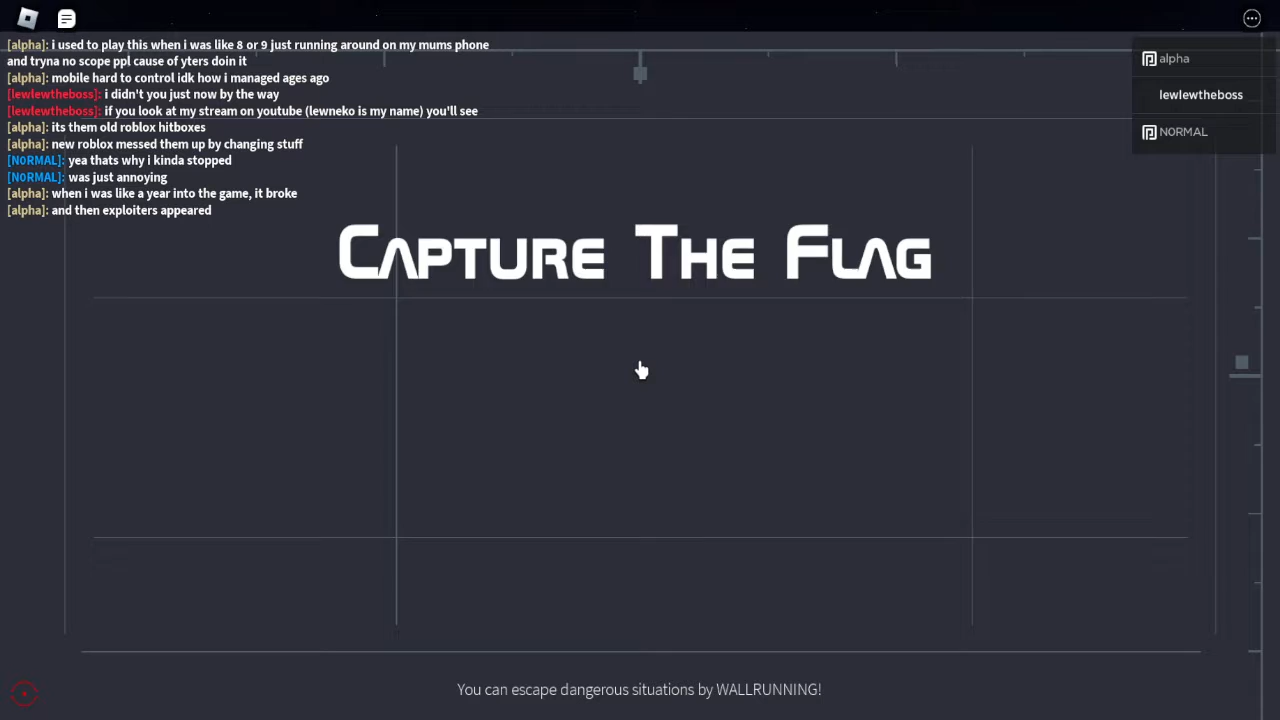 [alpha]: i used to play this when i was like 8 or 9 just running around on my mums phone
and tryna no scope ppl cause of yters doin it
[alpha]: mobile hard to control idk how i managed ages ago
[lewlewtheboss]: i didn't you just now by the way
[lewlewtheboss]: if you look at my stream on youtube (lewneko is my name) you'll see
[alpha]: its them old roblox hitboxes
[alpha]: new roblox messed them up by changing stuff
[N0RMAL]: yea thats why i kinda stopped
[N0RMAL]: was just annoying
[alpha]: when i was like a year into the game, it broke
[alpha]: and then exploiters appeared
alpha
lewlewtheboss
N0RMAL
Capture The Flag
You can escape dangerous situations by WALLRUNNING!